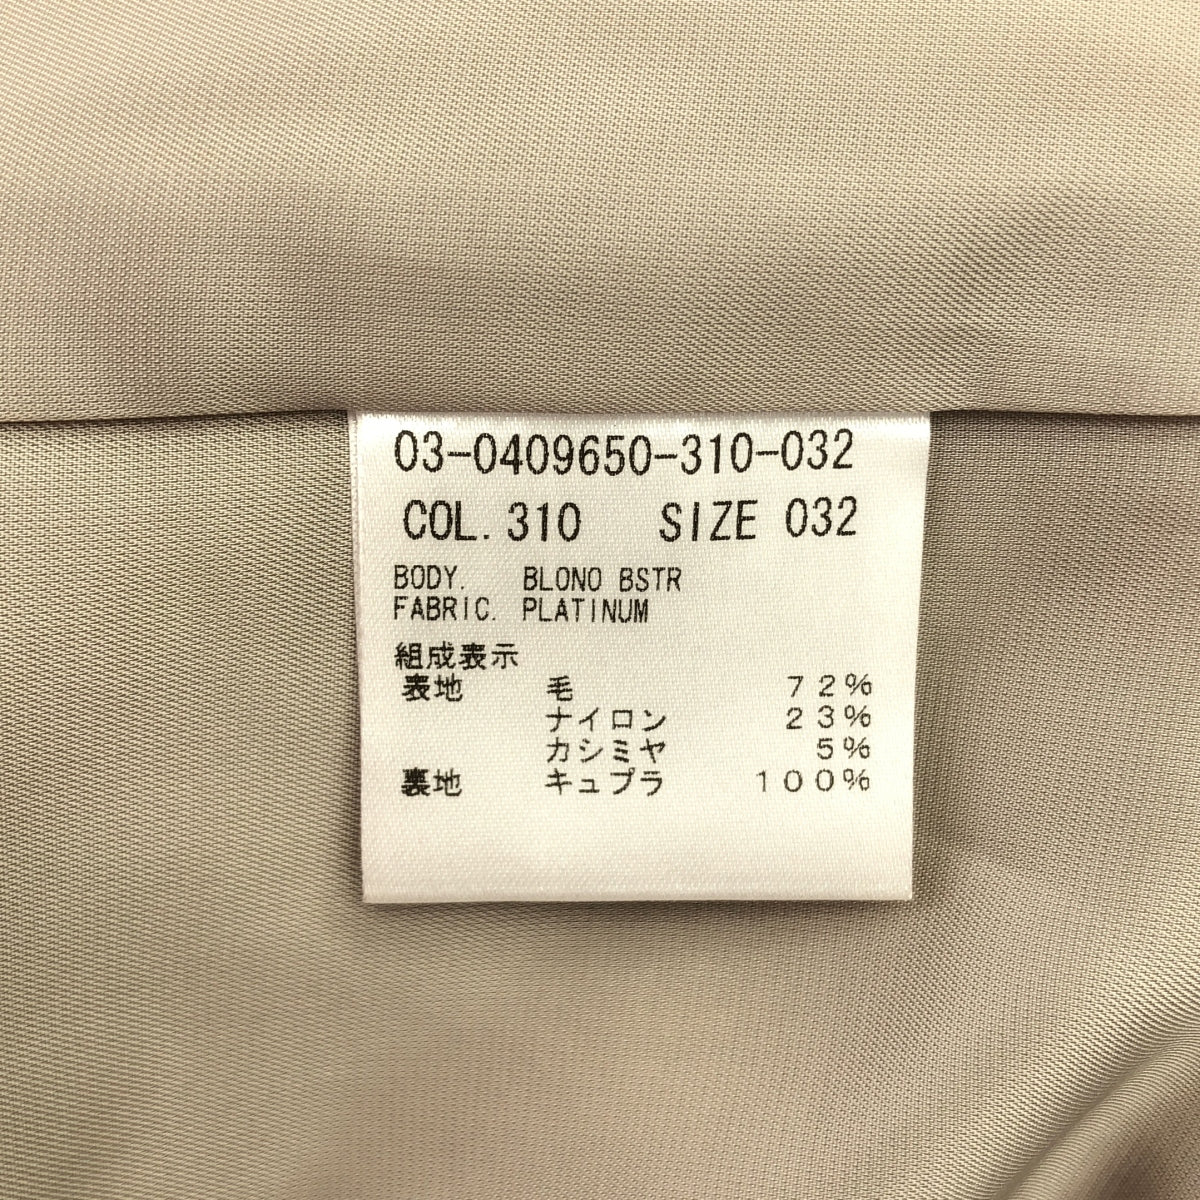 03-0409650-310-032
COL. 310 SIZE 032
BODY. BLONO BSTR
FABRIC. PLATINUM
組成表示
表地 毛 72%
ナイロン 23%
カシミヤ 5%
裏地 キュプラ 100%